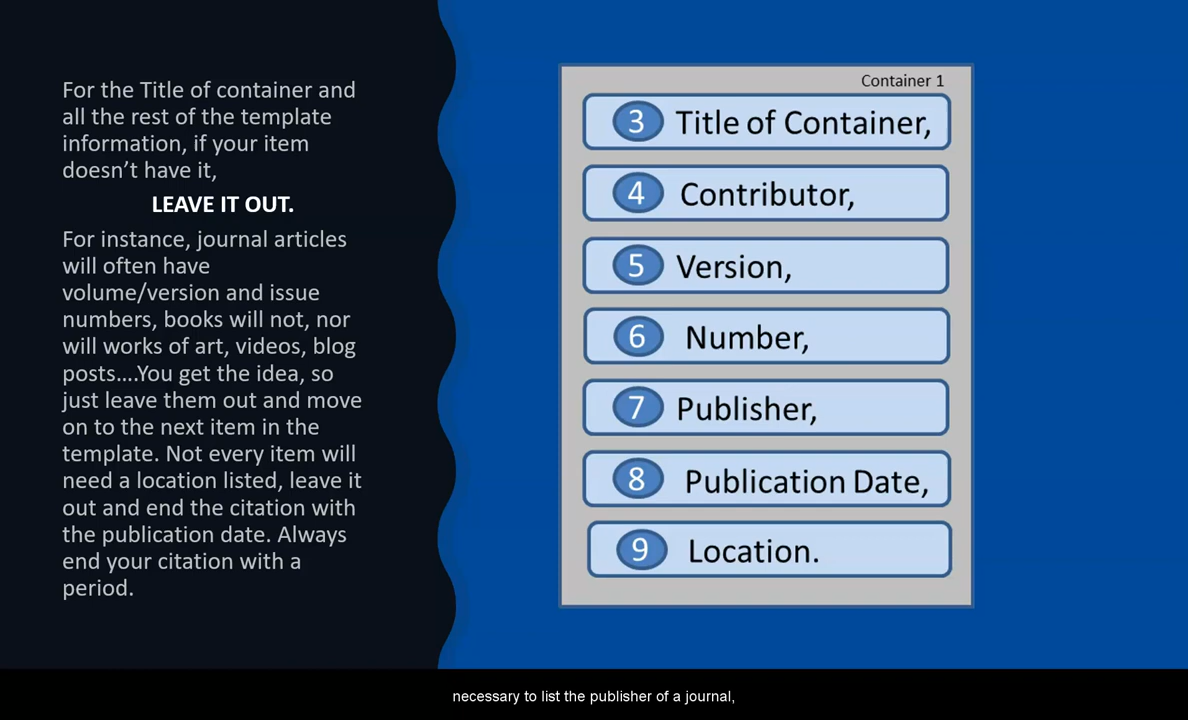 For the Title of container and
all the rest of the template
information, if your item
doesn’t have it,
LEAVE IT OUT.
For instance, journal articles
will often have
volume/version and issue
numbers, books will not, nor
will works of art, videos, blog
posts....You get the idea, so
just leave them out and move
on to the next item in the
template. Not every item will
need a location listed, leave it
out and end the citation with
the publication date. Always
end your citation with a
period.
Container 1
3 Title of Container,
4 Contributor,
5 Version,
6 Number,
7 Publisher,
8 Publication Date,
9 Location.
necessary to list the publisher of a journal,